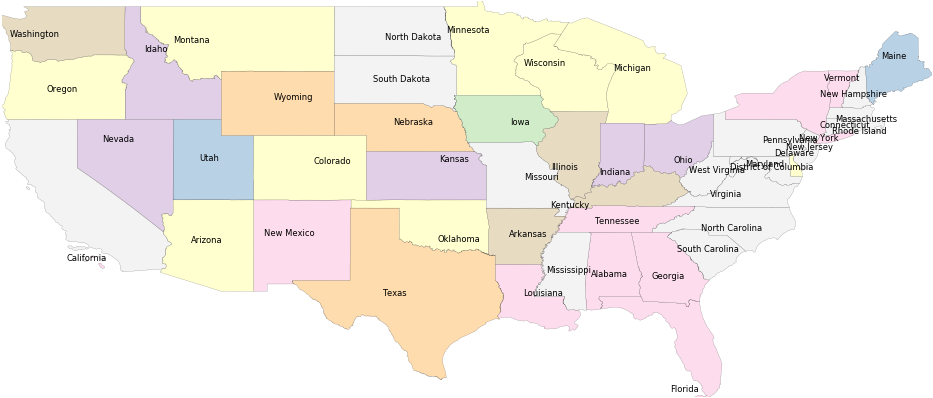 Washington
Idaho
Montana
North Dakota
Minnesota
Wisconsin
Michigan
Vermont
Maine
New Hampshire
Oregon
Wyoming
South Dakota
Nebraska
Iowa
Massachusetts
Connecticut
Rhode Island
New York
Pennsylvania
New Jersey
Nevada
Utah
Colorado
Kansas
Missouri
Illinois
Indiana
Ohio
West Virginia
Maryland
Delaware
District of Columbia
Virginia
Kentucky
California
Arizona
New Mexico
Oklahoma
Arkansas
Tennessee
North Carolina
South Carolina
Texas
Louisiana
Mississippi
Alabama
Georgia
Florida